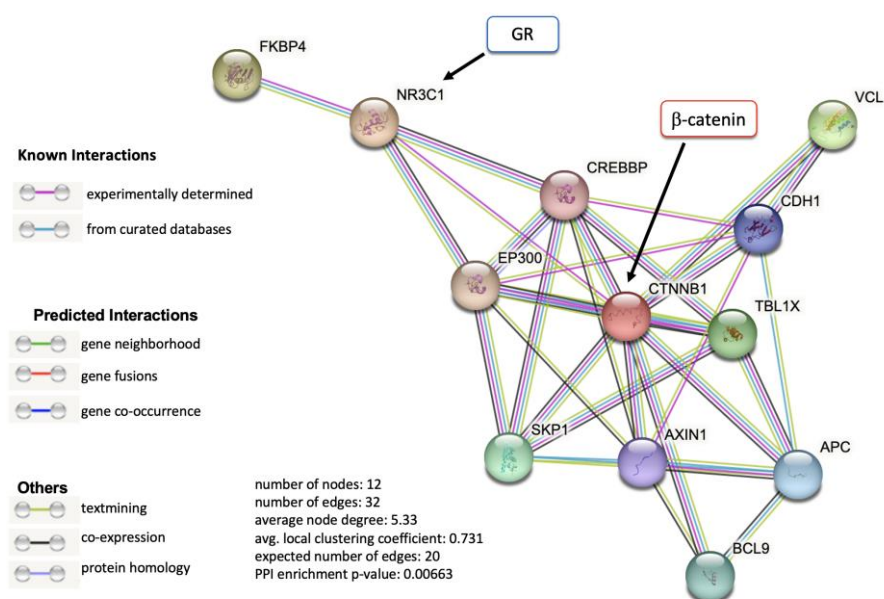 GR
FKBP4
NR3C1
VCL
β-catenin
Known Interactions
CREBBP
experimentally determined
CDH1
from curated databases
EP300
CTNNB1
TBL1X
Predicted Interactions
gene neighborhood
gene fusions
gene co-occurrence
SKP1
AXIN1
APC
Others
textmining
co-expression
protein homology
number of nodes: 12
number of edges: 32
average node degree: 5.33
avg. local clustering coefficient: 0.731
expected number of edges: 20
PPI enrichment p-value: 0.00663
BCL9